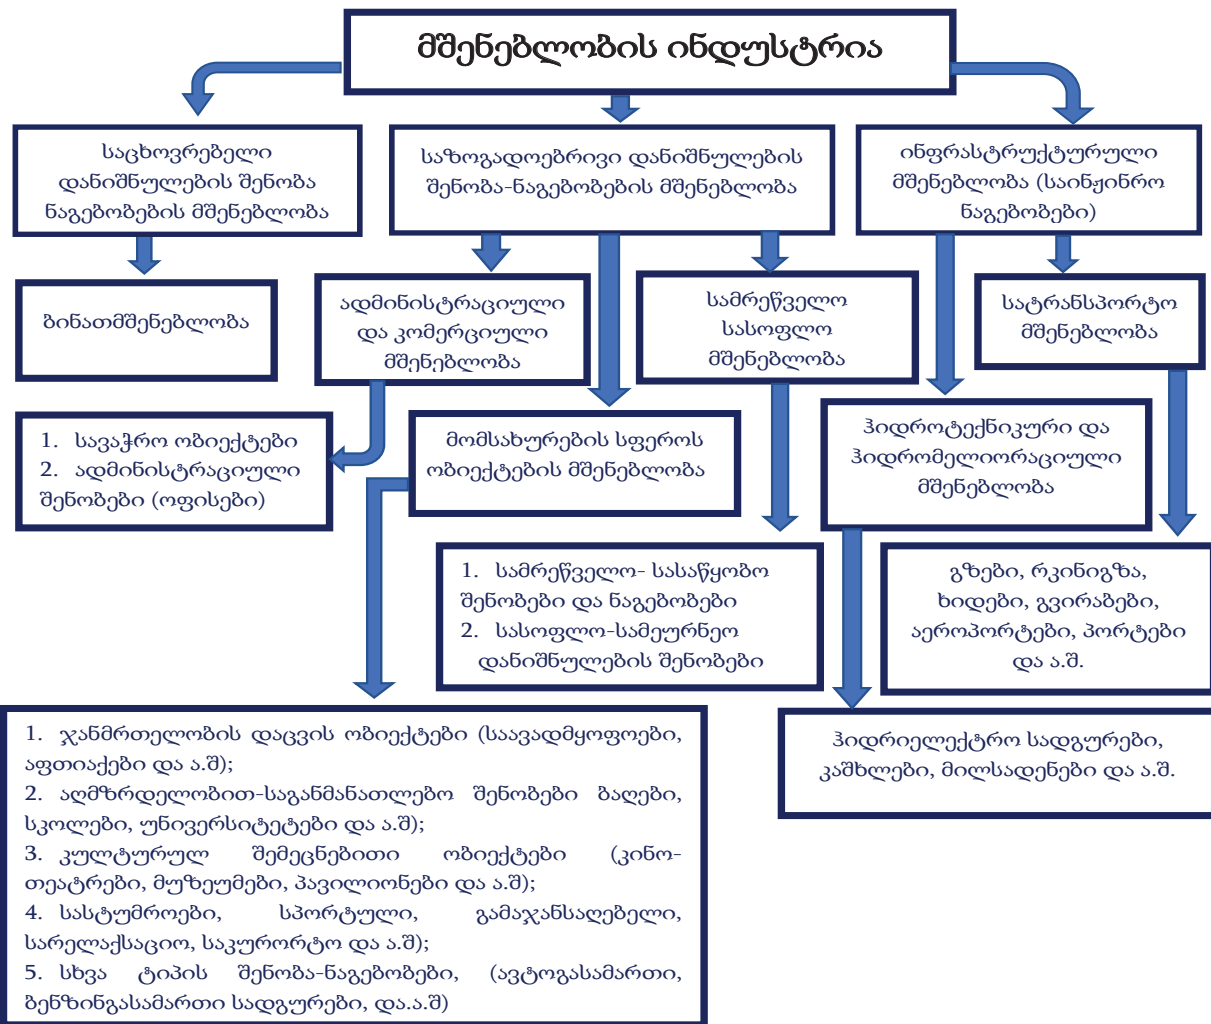 მშენებლობის ინდუსტრია
საცხოვრებელი
დანიშნულების შენობა
ნაგებობების მშენებლობა
საზოგადოებრივი დანიშნულების
შენობა-ნაგებობების მშენებლობა
ინფრასტრუქტურული
მშენებლობა (საინჟინრო
ნაგებობები)
ბინათმშენებლობა
ადმინისტრაციული
და კომერციული
მშენებლობა
სამრეწველო
სასოფლო
მშენებლობა
სატრანსპორტო
მშენებლობა
1. სავაჭრო ობიექტები
2. ადმინისტრაციული
შენობები (ოფისები)
მომსახურების სფეროს
ობიექტების მშენებლობა
ჰიდროტექნიკური და
ჰიდრომელიორაციული
მშენებლობა
1. სამრეწველო- სასაწყობო
შენობები და ნაგებობები
2. სასოფლო-სამეურნეო
დანიშნულების შენობები
გზები, რკინიგზა,
ხიდები, გვირაბები,
აეროპორტები, პორტები
და ა.შ.
1. ჯანმრთელობის დაცვის ობიექტები (საავადმყოფოები,
აფთიაქები და ა.შ);
2. აღმზრდელობით-საგანმანათლებო შენობები ბაღები,
სკოლები, უნივერსიტეტები და ა.შ);
3. კულტურულ შემეცნებითი ობიექტები (კინო-
თეატრები, მუზეუმები, პავილიონები და ა.შ);
4. სასტუმროები, სპორტული, გამაჯანსაღებელი,
სარელაქსაციო, საკურორტო და ა.შ);
5. სხვა ტიპის შენობა-ნაგებობები, (ავტოგასამართი,
ბენზინგასამართი სადგურები, და.ა.შ)
ჰიდრიელექტრო სადგურები,
კაშხლები, მილსადენები და ა.შ.